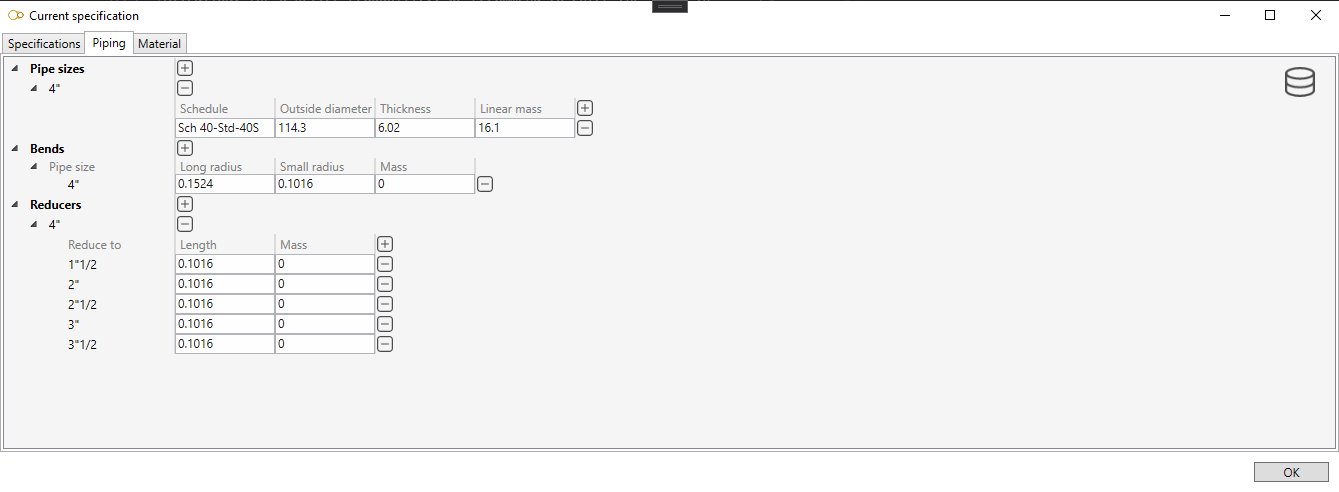 Current specification
Specifications Piping Material
Pipe sizes
4"
Schedule Outside diameter Thickness Linear mass
Sch 40-Std-40S 114.3 6.02 16.1
Bends
Pipe size Long radius Small radius Mass
4" 0.1524 0.1016 0
Reducers
4"
Reduce to Length Mass
1"1/2 0.1016 0
2" 0.1016 0
2"1/2 0.1016 0
3" 0.1016 0
3"1/2 0.1016 0
OK